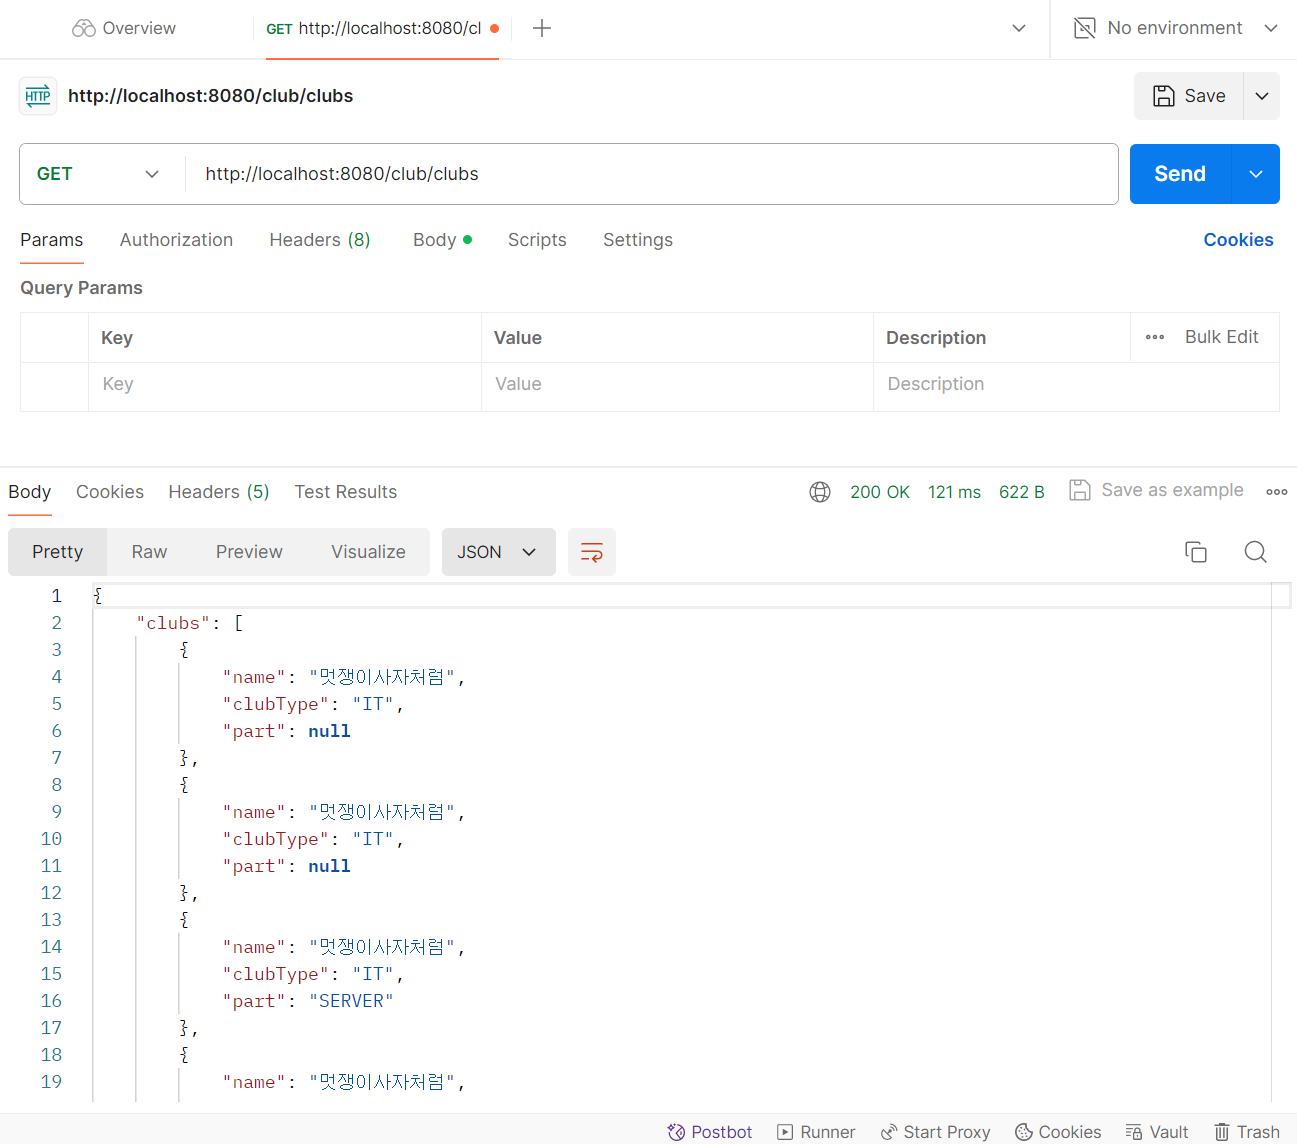 Overview
GET http://localhost:8080/cl
No environment
HTTP http://localhost:8080/club/clubs
Save
GET http://localhost:8080/club/clubs
Send
Params Authorization Headers (8) Body Scripts Settings Cookies
Query Params
Key Value Description Bulk Edit
Key Value Description
Body Cookies Headers (5) Test Results 200 OK 121 ms 622 B Save as example
Pretty Raw Preview Visualize JSON
1 {
2 "clubs": [
3 {
4 "name": "멋쟁이사자처럼",
5 "clubType": "IT",
6 "part": null
7 },
8 {
9 "name": "멋쟁이사자처럼",
10 "clubType": "IT",
11 "part": null
12 },
13 {
14 "name": "멋쟁이사자처럼",
15 "clubType": "IT",
16 "part": "SERVER"
17 },
18 {
19 "name": "멋쟁이사자처럼",
Postbot Runner Start Proxy Cookies Vault Trash